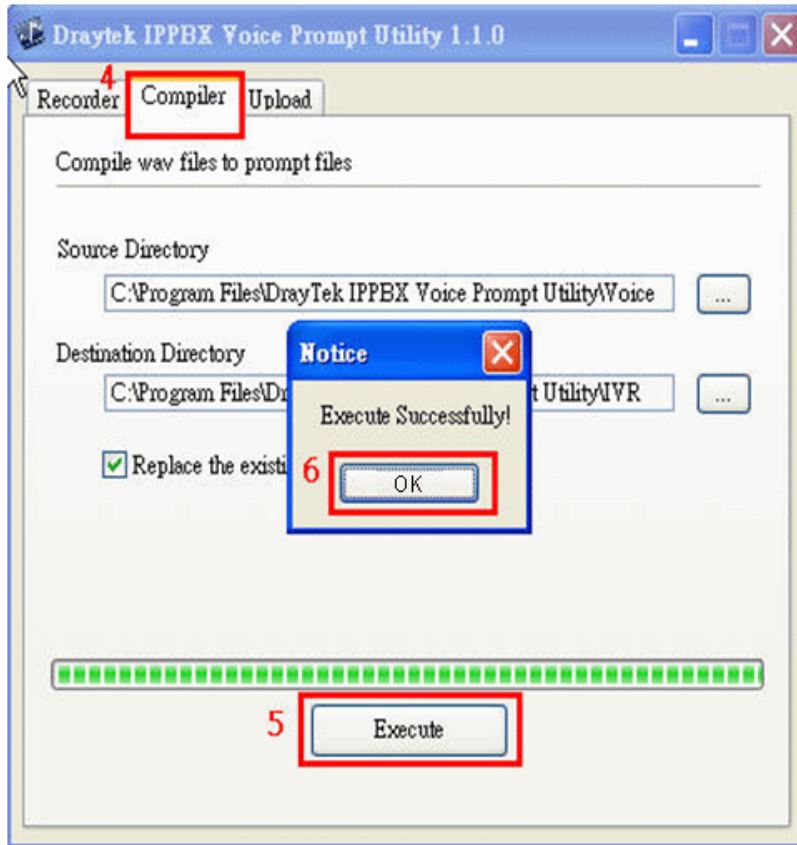 Draytek IPPBX Voice Prompt Utility 1.1.0
4
Recorder Compiler Upload
Compile wav files to prompt files
Source Directory
C:\Program Files\DrayTek IPPBX Voice Prompt Utility\Voice ...
Destination Directory
C:\Program Files\Dr t Utility\IVR ...
Notice
Execute Successfully!
Replace the existi
6 OK
5 Execute